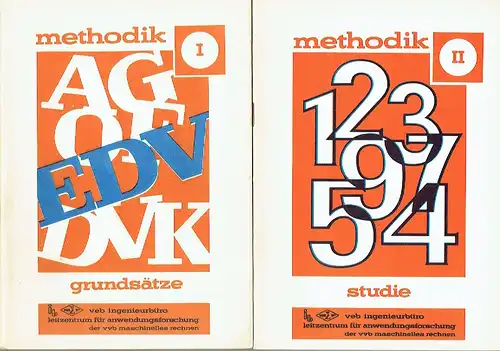 methodik
I
AG
OE
EDV
DVK
grundsätze
veb ingenieurbüro
leitzentrum für anwendungsforschung
der vvb maschinelles rechnen
methodik
II
123
597
54
studie
veb ingenieurbüro
leitzentrum für anwendungsforschung
der vvb maschinelles rechnen